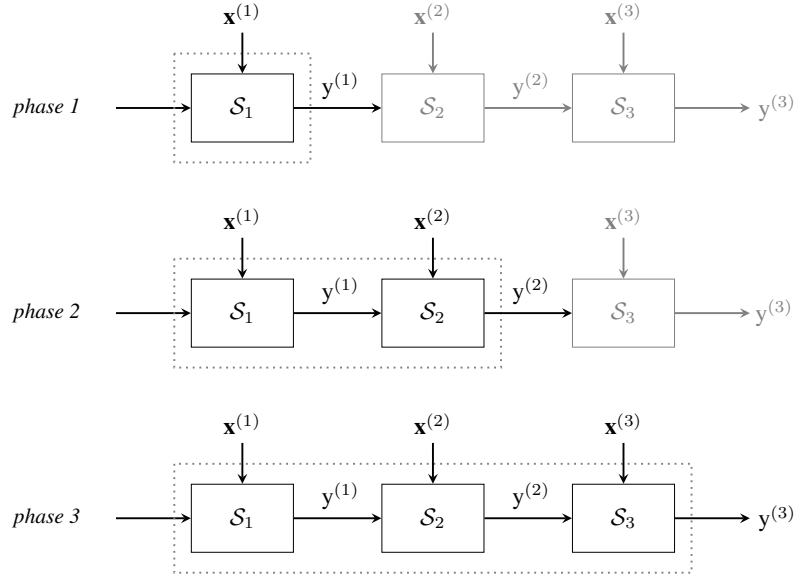 x(1) x(2) x(3)
phase 1 S1 y(1) S2 y(2) S3 y(3)
x(1) x(2) x(3)
phase 2 S1 y(1) S2 y(2) S3 y(3)
x(1) x(2) x(3)
phase 3 S1 y(1) S2 y(2) S3 y(3)